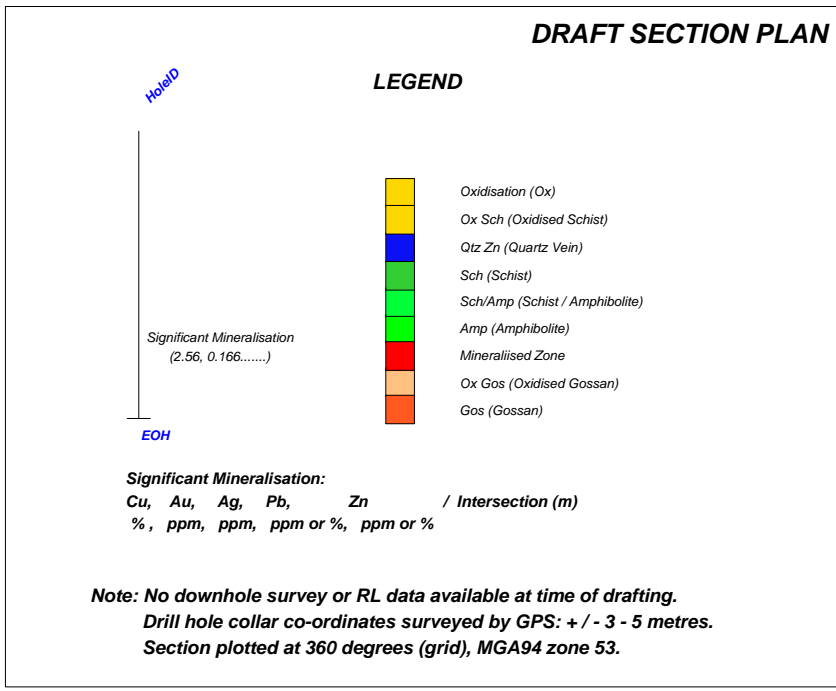 DRAFT SECTION PLAN
HoleID
LEGEND
Oxidisation (Ox)
Ox Sch (Oxidised Schist)
Qtz Zn (Quartz Vein)
Sch (Schist)
Sch/Amp (Schist / Amphibolite)
Amp (Amphibolite)
Mineraliised Zone
Ox Gos (Oxidised Gossan)
Gos (Gossan)
Significant Mineralisation
(2.56, 0.166.......)
EOH
Significant Mineralisation:
Cu, Au, Ag, Pb, Zn / Intersection (m)
% , ppm, ppm, ppm or %, ppm or %
Note: No downhole survey or RL data available at time of drafting.
Drill hole collar co-ordinates surveyed by GPS: + / - 3 - 5 metres.
Section plotted at 360 degrees (grid), MGA94 zone 53.